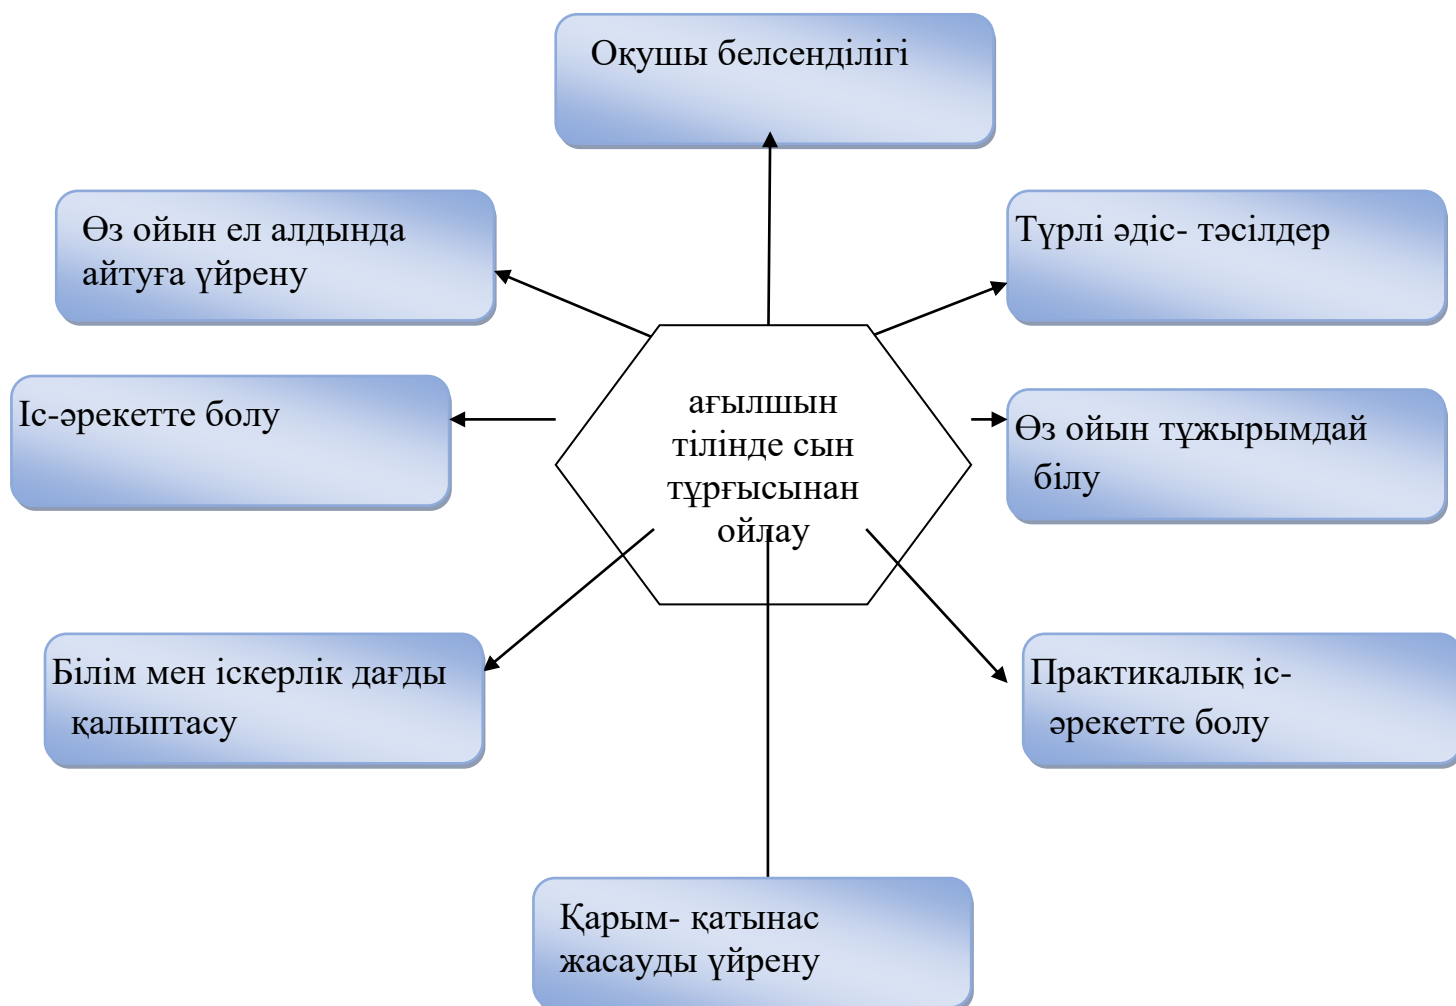 Оқушы белсенділігі
Өз ойын ел алдында
айтуға үйрену
Түрлі әдіс- тәсілдер
Іс-әрекетте болу
ағылшын
тілінде сын
тұрғысынан
ойлау
Өз ойын тұжырымдай
білу
Білім мен іскерлік дағды
қалыптасу
Практикалық іс-
әрекетте болу
Қарым- қатынас
жасауды үйрену